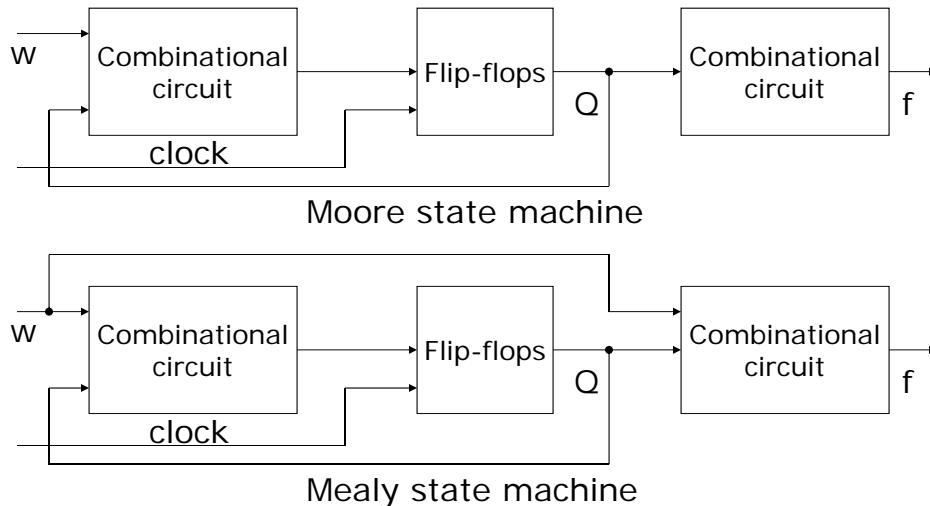 w
Combinational
circuit
Flip-flops
Q
Combinational
circuit
f
clock
Moore state machine
w
Combinational
circuit
Flip-flops
Q
Combinational
circuit
f
clock
Mealy state machine